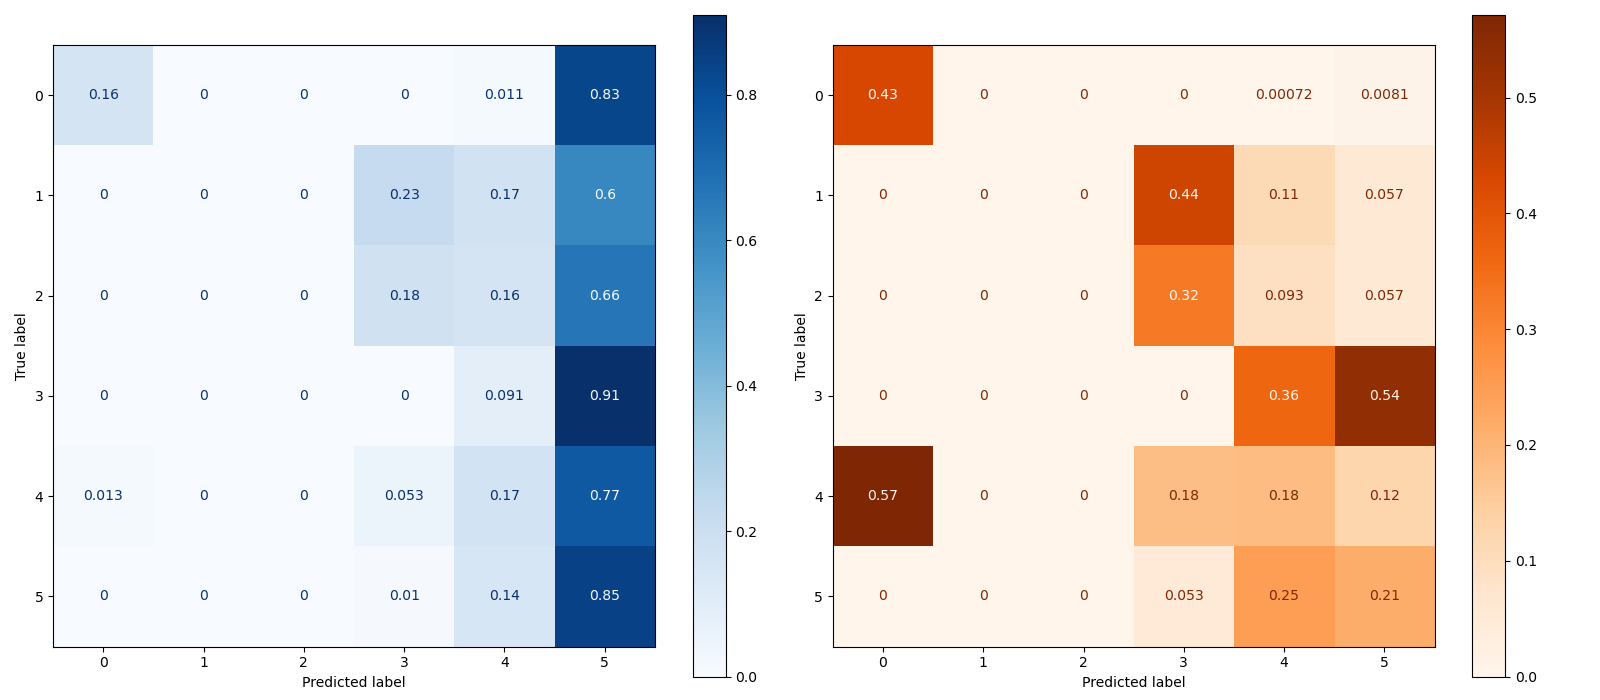 0 0.16 0 0 0 0.011 0.83
1 0 0 0 0.23 0.17 0.6
2 0 0 0 0.18 0.16 0.66
3 0 0 0 0 0.091 0.91
4 0.013 0 0 0.053 0.17 0.77
5 0 0 0 0.01 0.14 0.85
0 1 2 3 4 5
Predicted label
True label
0.8
0.6
0.4
0.2
0.0
0 0.43 0 0 0 0.00072 0.0081
1 0 0 0 0.44 0.11 0.057
2 0 0 0 0.32 0.093 0.057
3 0 0 0 0 0.36 0.54
4 0.57 0 0 0.18 0.18 0.12
5 0 0 0 0.053 0.25 0.21
0 1 2 3 4 5
Predicted label
True label
0.5
0.4
0.3
0.2
0.1
0.0